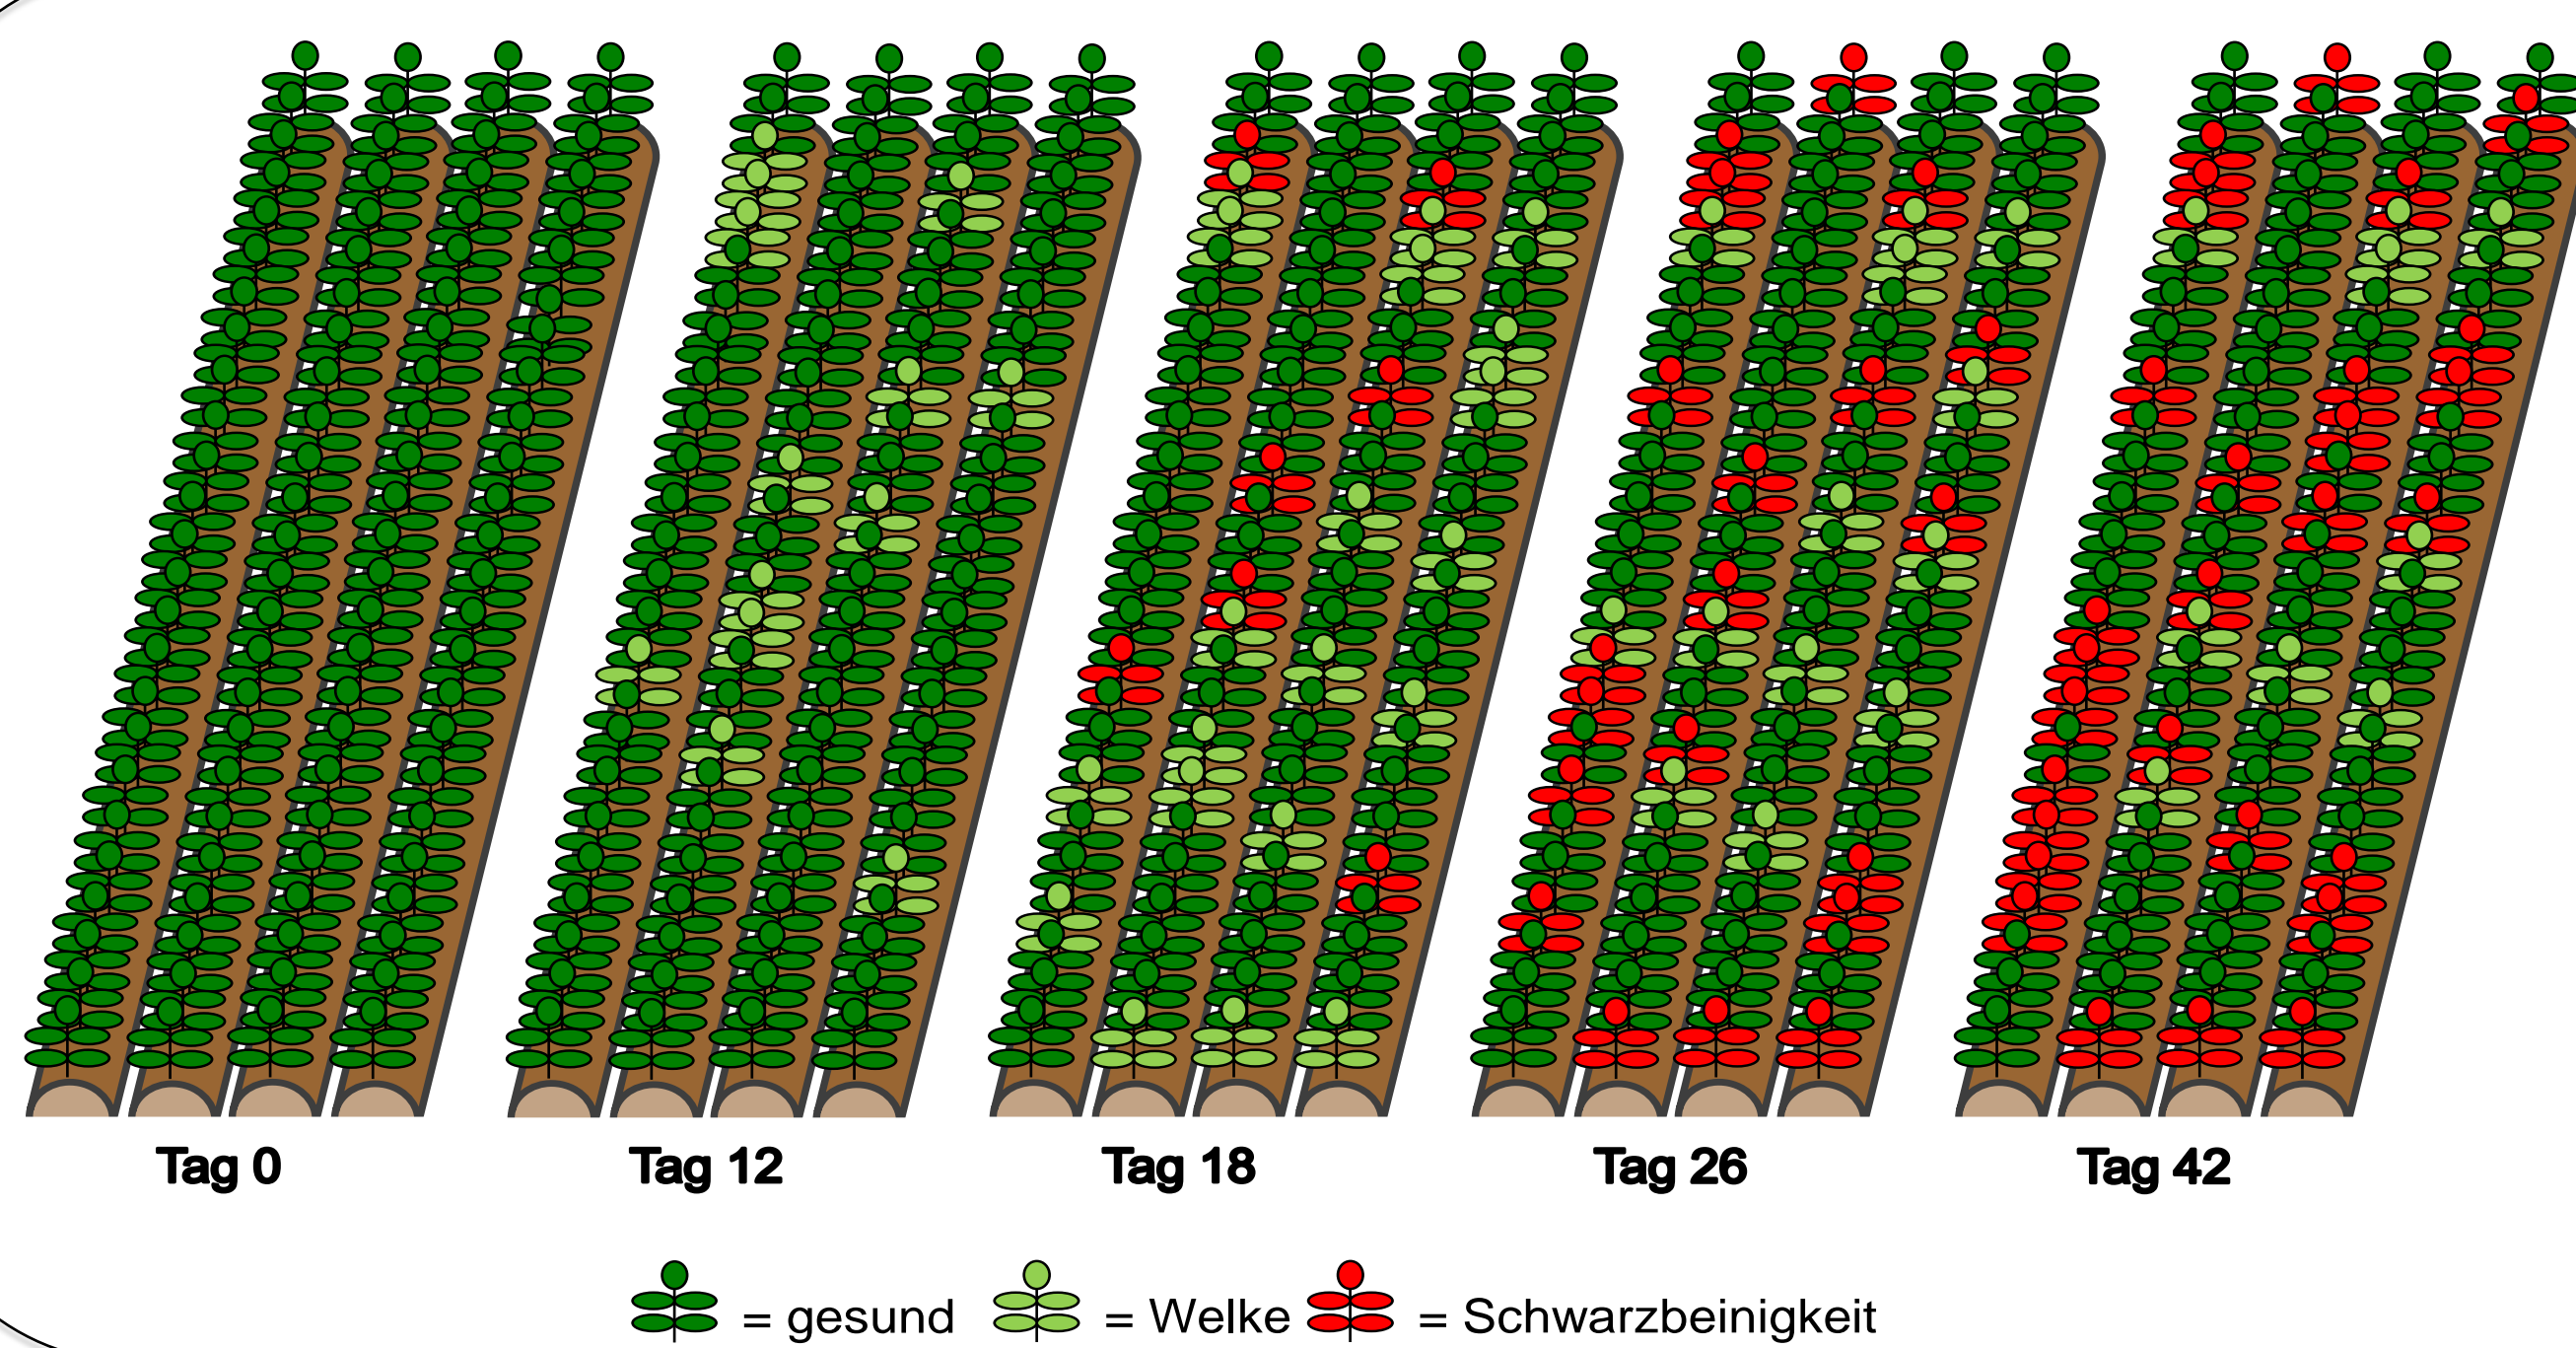 Tag 0 Tag 12 Tag 18 Tag 26 Tag 42
= gesund = Welke = Schwarzbeinigkeit